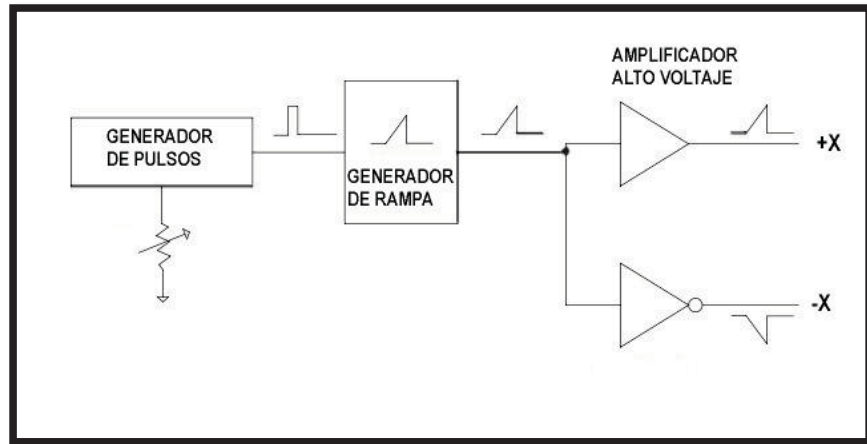 AMPLIFICADOR
ALTO VOLTAJE
GENERADOR
DE PULSOS
GENERADOR
DE RAMPA
+X
-X